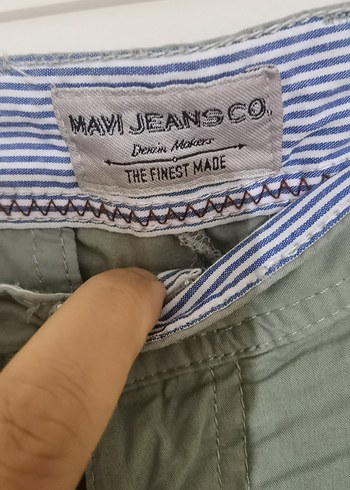 MAVI JEANS CO.
Denim Makers
THE FINEST MADE